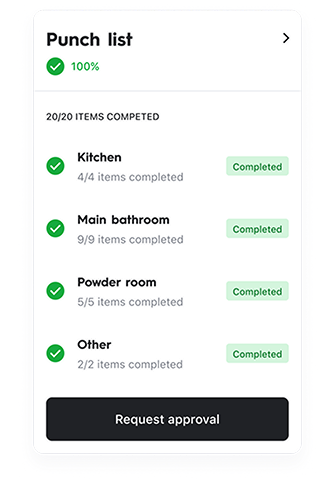 Punch list
100%
20/20 ITEMS COMPETED
Kitchen
4/4 items completed
Completed
Main bathroom
9/9 items completed
Completed
Powder room
5/5 items completed
Completed
Other
2/2 items completed
Completed
Request approval